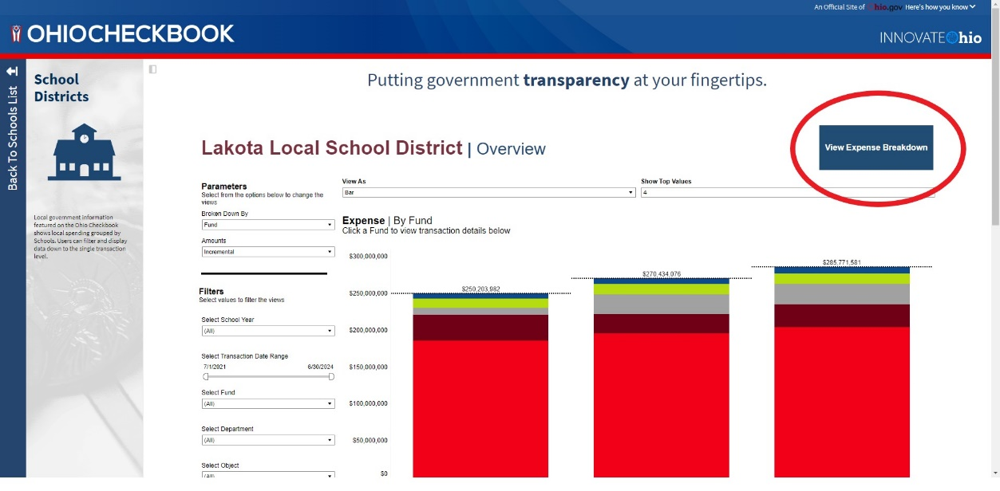 An Official Site of Ohio.gov Here's how you know
OHIOCHECKBOOK
INNOVATEOhio
Back To Schools List
School
Districts
Local government information
featured on the Ohio Checkbook
shows local spending grouped by
Schools. Users can filter and display
data down to the single transaction
level.
Putting government transparency at your fingertips.
View Expense Breakdown
Lakota Local School District | Overview
Parameters
Select from the options below to change the
views
Broken Down By
Fund
Amounts
Incremental
Filters
Select values to filter the views
Select School Year
(All)
Select Transaction Date Range
7/1/2021 6/30/2024
Select Fund
(All)
Select Department
(All)
Select Object
(All)
View As
Bar
Show Top Values
4
Expense | By Fund
Click a Fund to view transaction details below
$300,000,000
$250,000,000
$200,000,000
$150,000,000
$100,000,000
$50,000,000
$0
$250,203,982
$270,434,076
$285,771,581